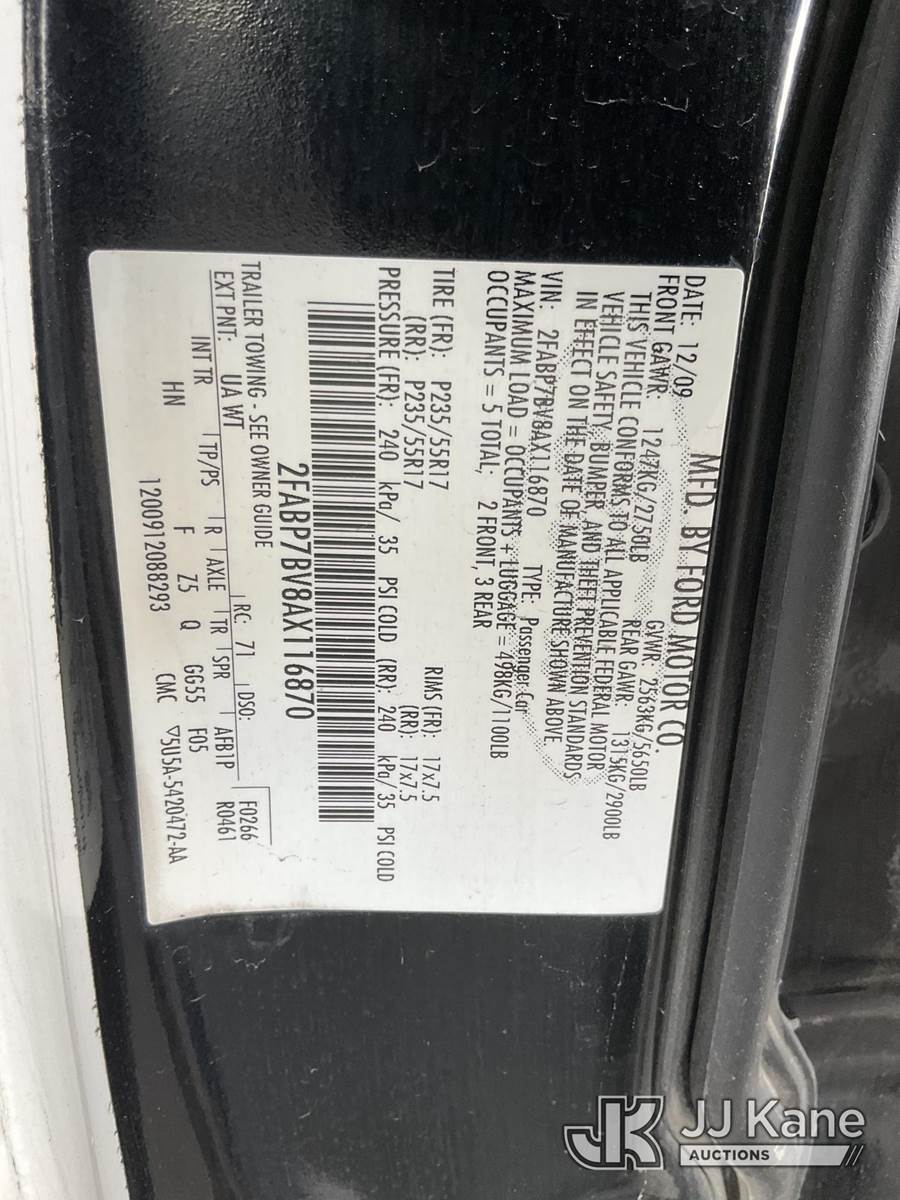 MFD. BY FORD MOTOR CO
DATE: 12/09 GVWR: 2563KG/5650LB
FRONT GAWR: 1247KG/2750LB REAR GAWR: 1315KG/2900LB
THIS VEHICLE CONFORMS TO ALL APPLICABLE FEDERAL MOTOR
VEHICLE SAFETY, BUMPER, AND THEFT PREVENTION STANDARDS
IN EFFECT ON THE DATE OF MANUFACTURE SHOWN ABOVE
VIN: 2FABP7BV8AX116870 TYPE: Passenger Car
MAXIMUM LOAD = OCCUPANTS + LUGGAGE = 498KG/1100LB
OCCUPANTS = 5 TOTAL, 2 FRONT, 3 REAR
TIRE (FR): P235/55R17 RIMS (FR): 17x7.5
(RR): P235/55R17 (RR): 17x7.5
PRESSURE (FR): 240 kPa/ 35 PSI COLD (RR): 240 kPa/35 PSI COLD
2FABP7BV8AX116870
TRAILER TOWING - SEE OWNER GUIDE
EXT PNT: UA WT RC: 71 DSO: F0266
INT TR TP/PS R AXLE TR SPR AFB1P R0461
HN F Z5 Q GG55 F05
1200912088293 CMC ▽5U5A-5420472-AA
JK JJ Kane
AUCTIONS